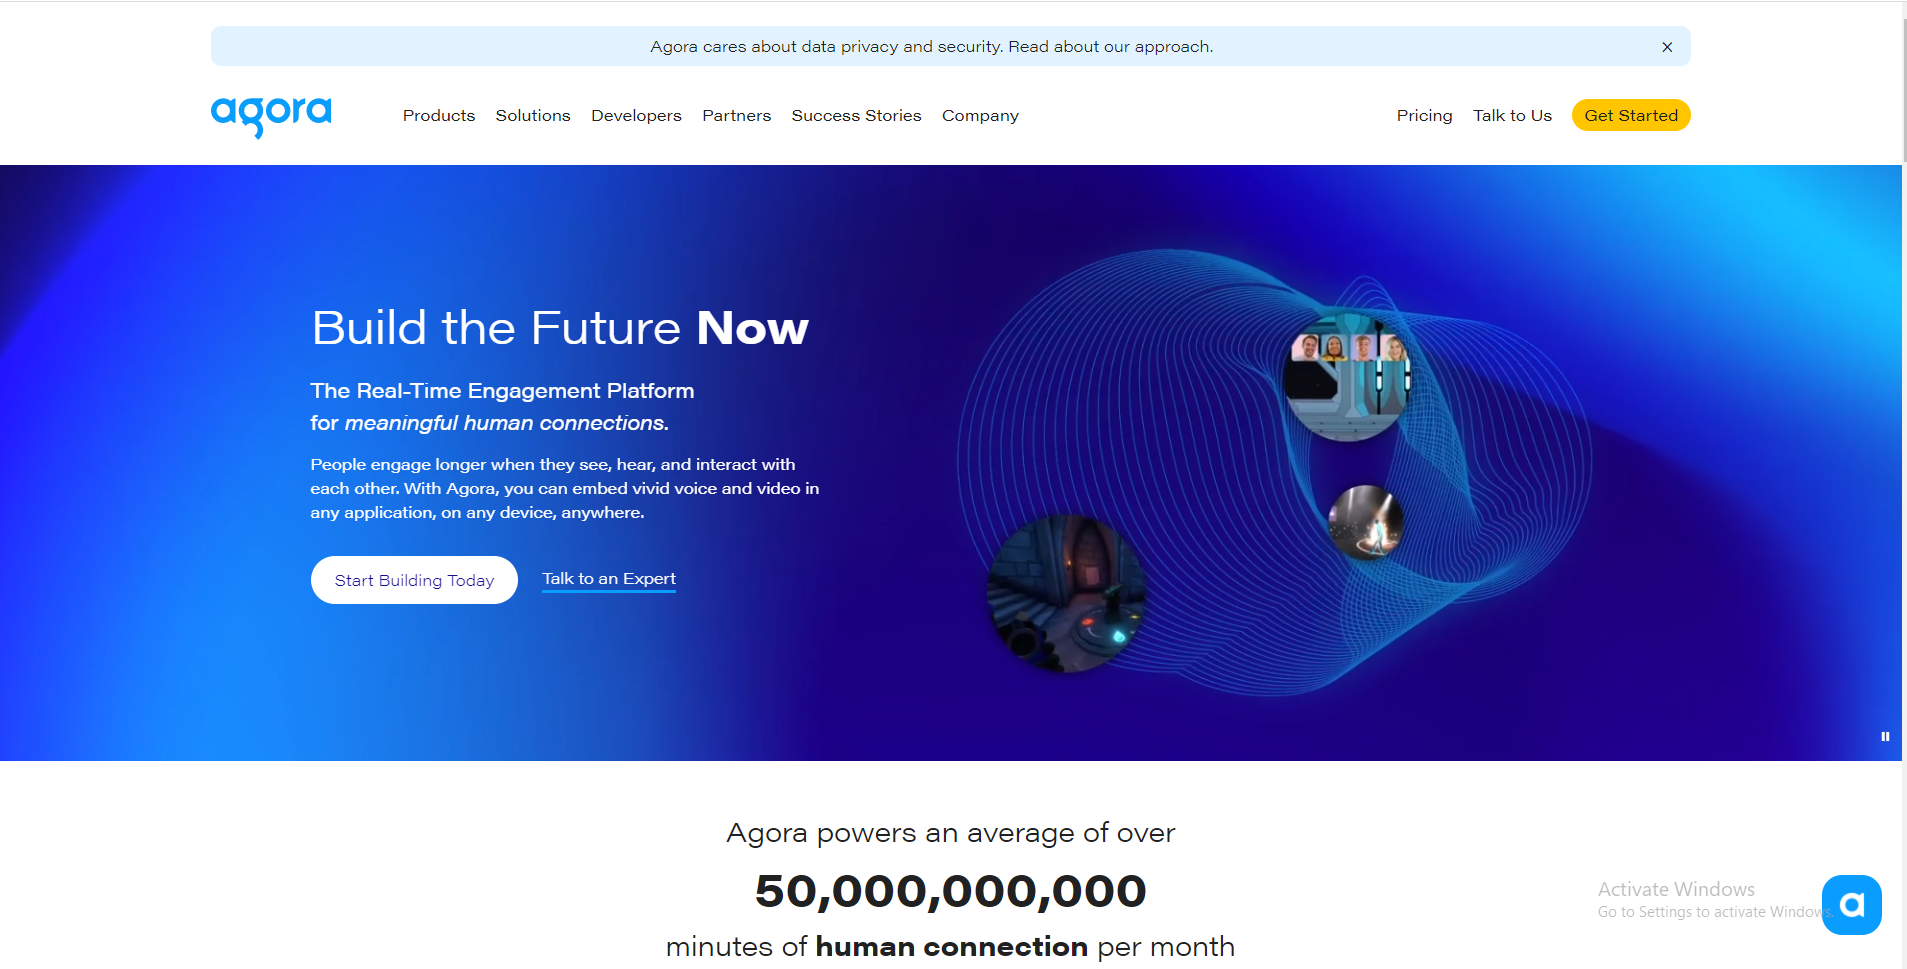 Agora cares about data privacy and security. Read about our approach.
agora
Products Solutions Developers Partners Success Stories Company
Pricing Talk to Us Get Started
Build the Future Now
The Real-Time Engagement Platform
for meaningful human connections.
People engage longer when they see, hear, and interact with
each other. With Agora, you can embed vivid voice and video in
any application, on any device, anywhere.
Start Building Today Talk to an Expert
Agora powers an average of over
50,000,000,000
minutes of human connection per month
Activate Windows
Go to Settings to activate Windows.
a